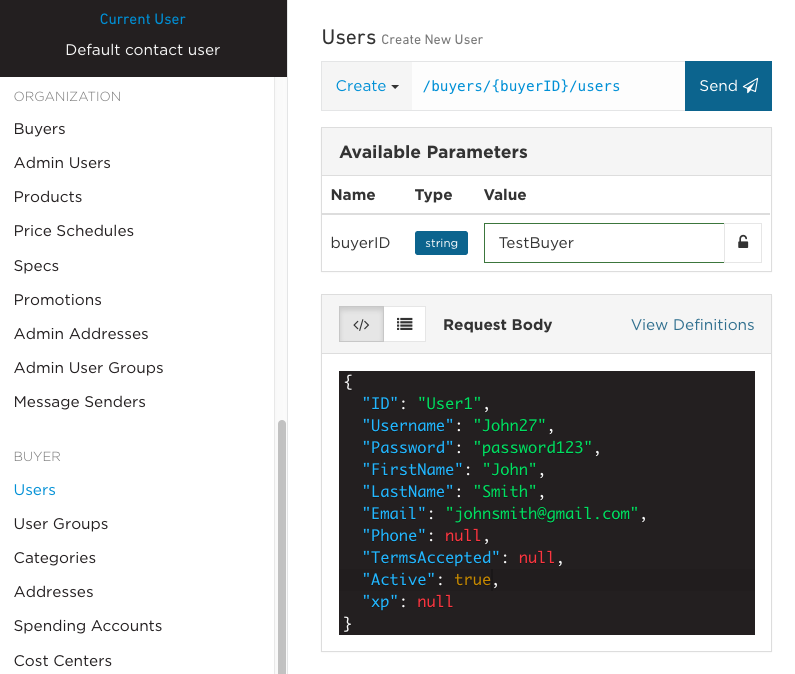 Current User
Default contact user
ORGANIZATION
Buyers
Admin Users
Products
Price Schedules
Specs
Promotions
Admin Addresses
Admin User Groups
Message Senders
BUYER
Users
User Groups
Categories
Addresses
Spending Accounts
Cost Centers
Users Create New User
Create /buyers/{buyerID}/users Send
Available Parameters
Name Type Value
buyerID string TestBuyer
</> Request Body View Definitions
{
"ID": "User1",
"Username": "John27",
"Password": "password123",
"FirstName": "John",
"LastName": "Smith",
"Email": "johnsmith@gmail.com",
"Phone": null,
"TermsAccepted": null,
"Active": true,
"xp": null
}